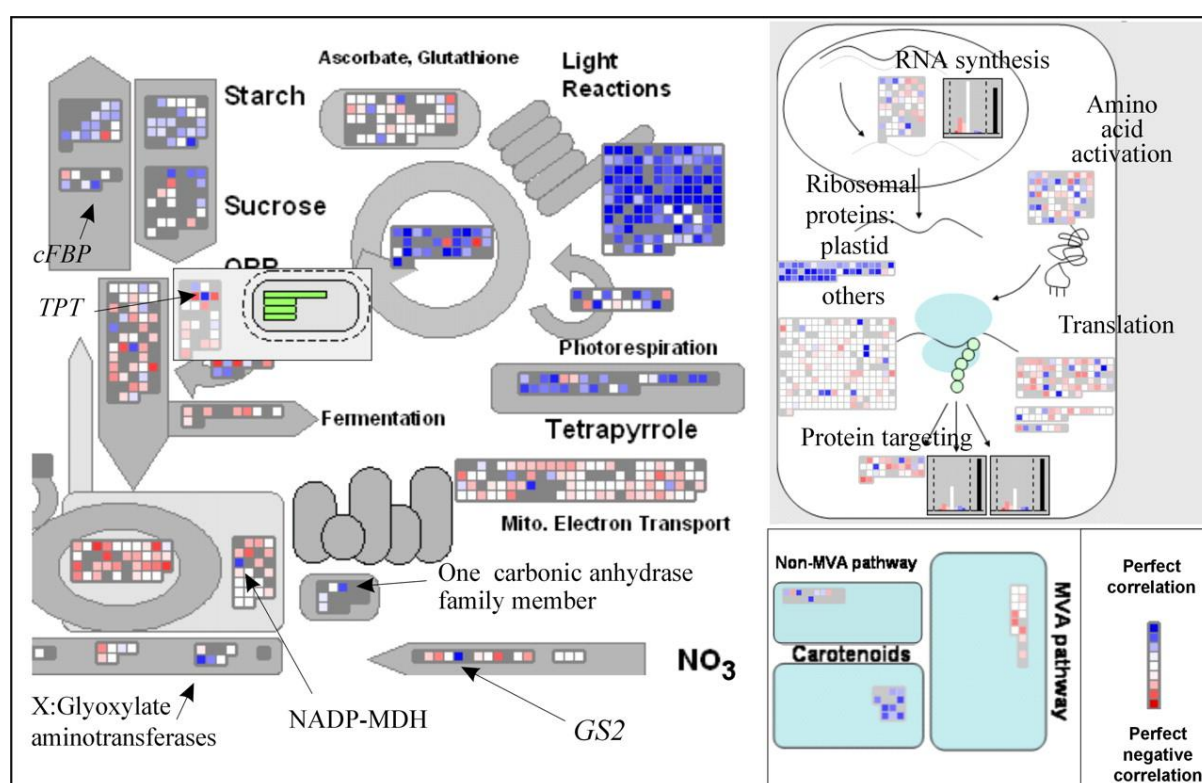 Ascorbate, Glutathione
Light
Reactions
Starch
Sucrose
cFBP
TPT
Photorespiration
Fermentation
Tetrapyrrole
Mito. Electron Transport
One carbonic anhydrase
family member
NO3
X:Glyoxylate
aminotransferases
NADP-MDH
GS2
RNA synthesis
Amino
acid
activation
Ribosomal
proteins:
plastid
others
Translation
Protein targeting
Non-MVA pathway
Carotenoids
MVA pathway
Perfect
correlation
Perfect
negative
correlation